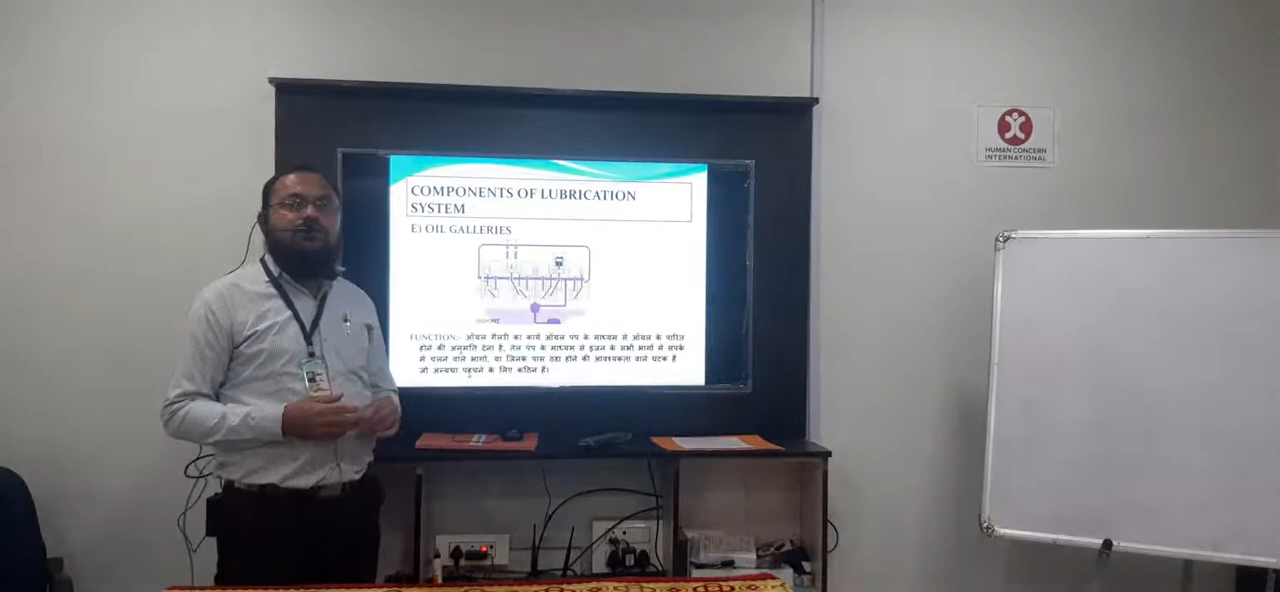 COMPONENTS OF LUBRICATION
SYSTEM
E) OIL GALLERIES
FUNCTION:- ऑयल गैलरी का कार्य ऑयल पंप के माध्यम से ऑयल के पारित
होने की अनुमति देना है, तेल पंप के माध्यम से इंजन के सभी भागों में संपर्क
में चलने वाले भागों, या जिनके पास ठंडा होने की आवश्यकता वाले घटक हैं
जो अन्यथा पहुंचने के लिए कठिन हैं।
HUMAN CONCERN
INTERNATIONAL